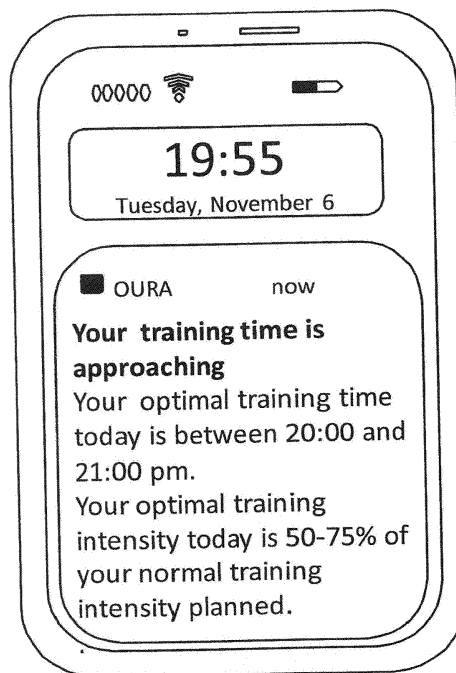 19:55
Tuesday, November 6
OURA now
Your training time is
approaching
Your optimal training time
today is between 20:00 and
21:00 pm.
Your optimal training
intensity today is 50-75% of
your normal training
intensity planned.